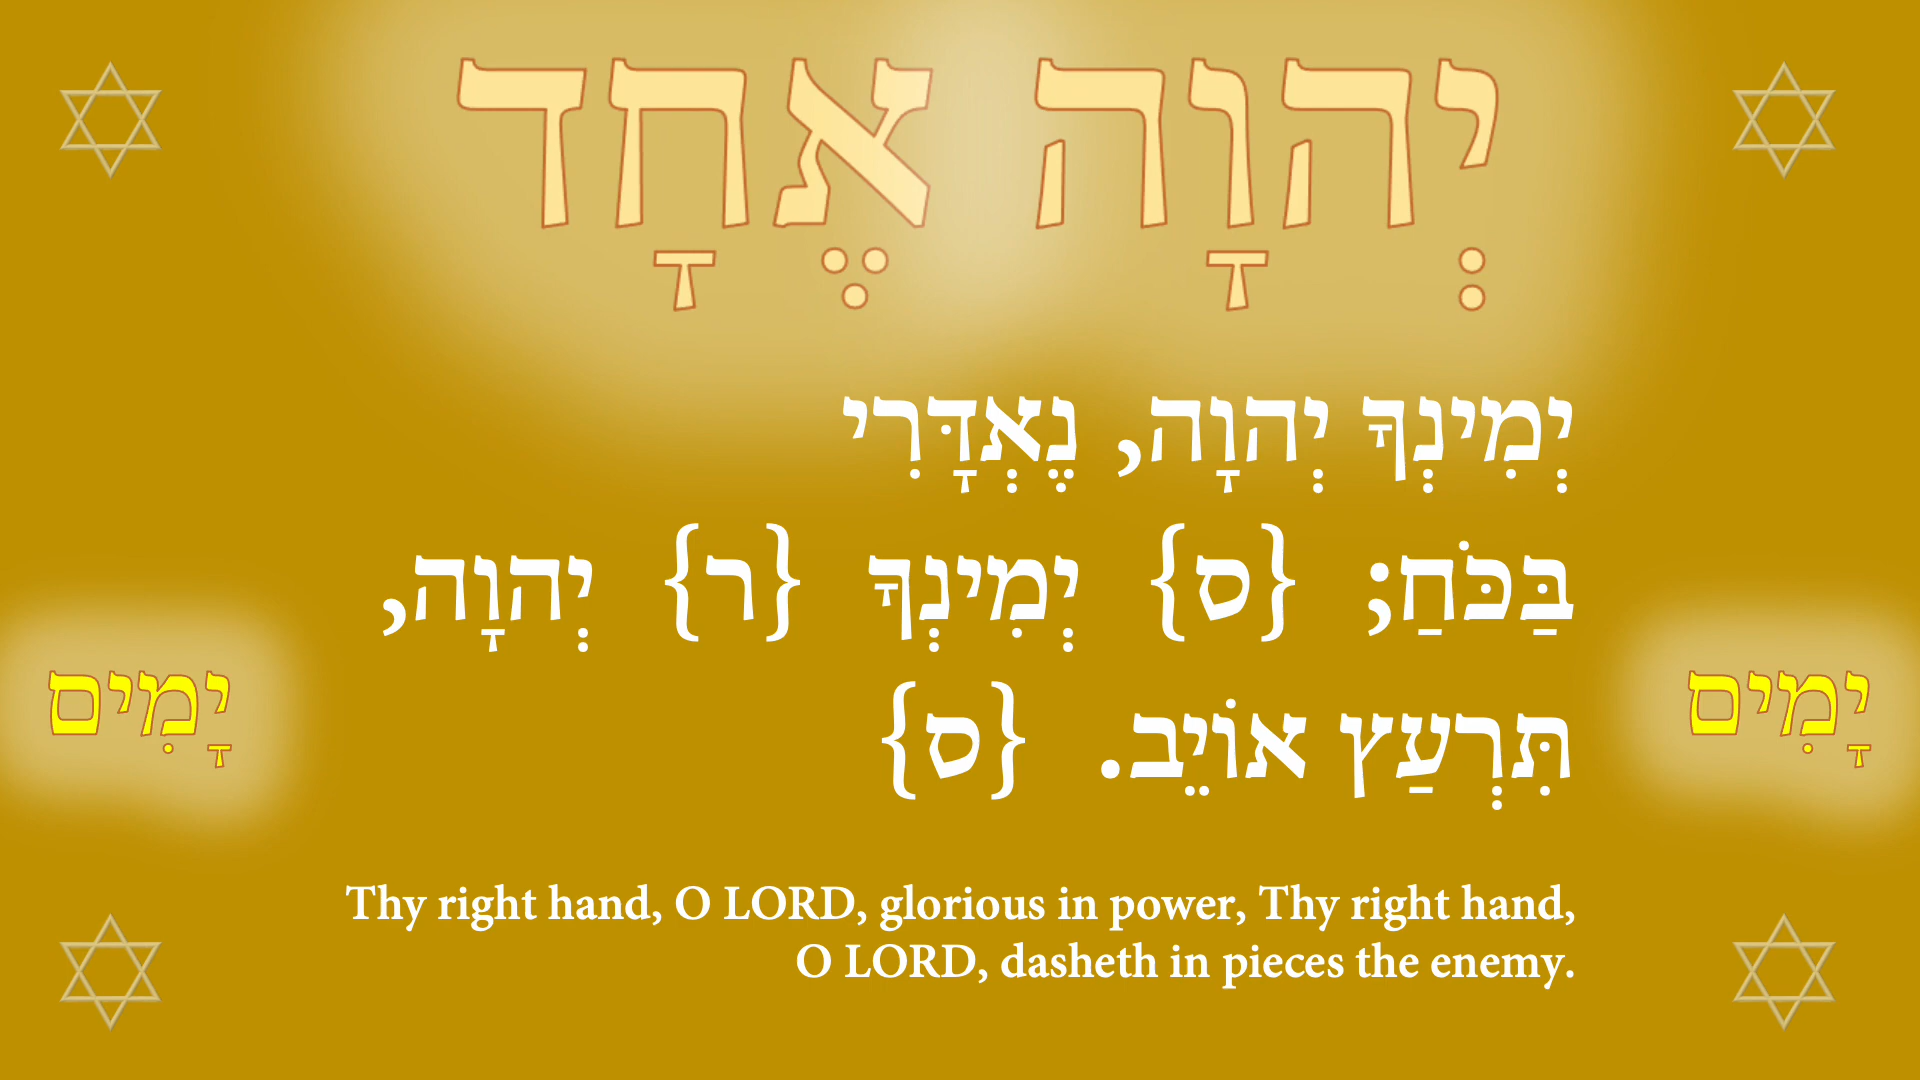 יְהוָה אֶחָד
יְמִינְךָ יְהוָה, נֶאְדָּרִי
בַּכֹּחַ; {ס} יְמִינְךָ {ר} יְהוָה,
תִּרְעַץ אוֹיֵב. {ס}
יָמִים
יָמִים
Thy right hand, O LORD, glorious in power, Thy right hand,
O LORD, dasheth in pieces the enemy.